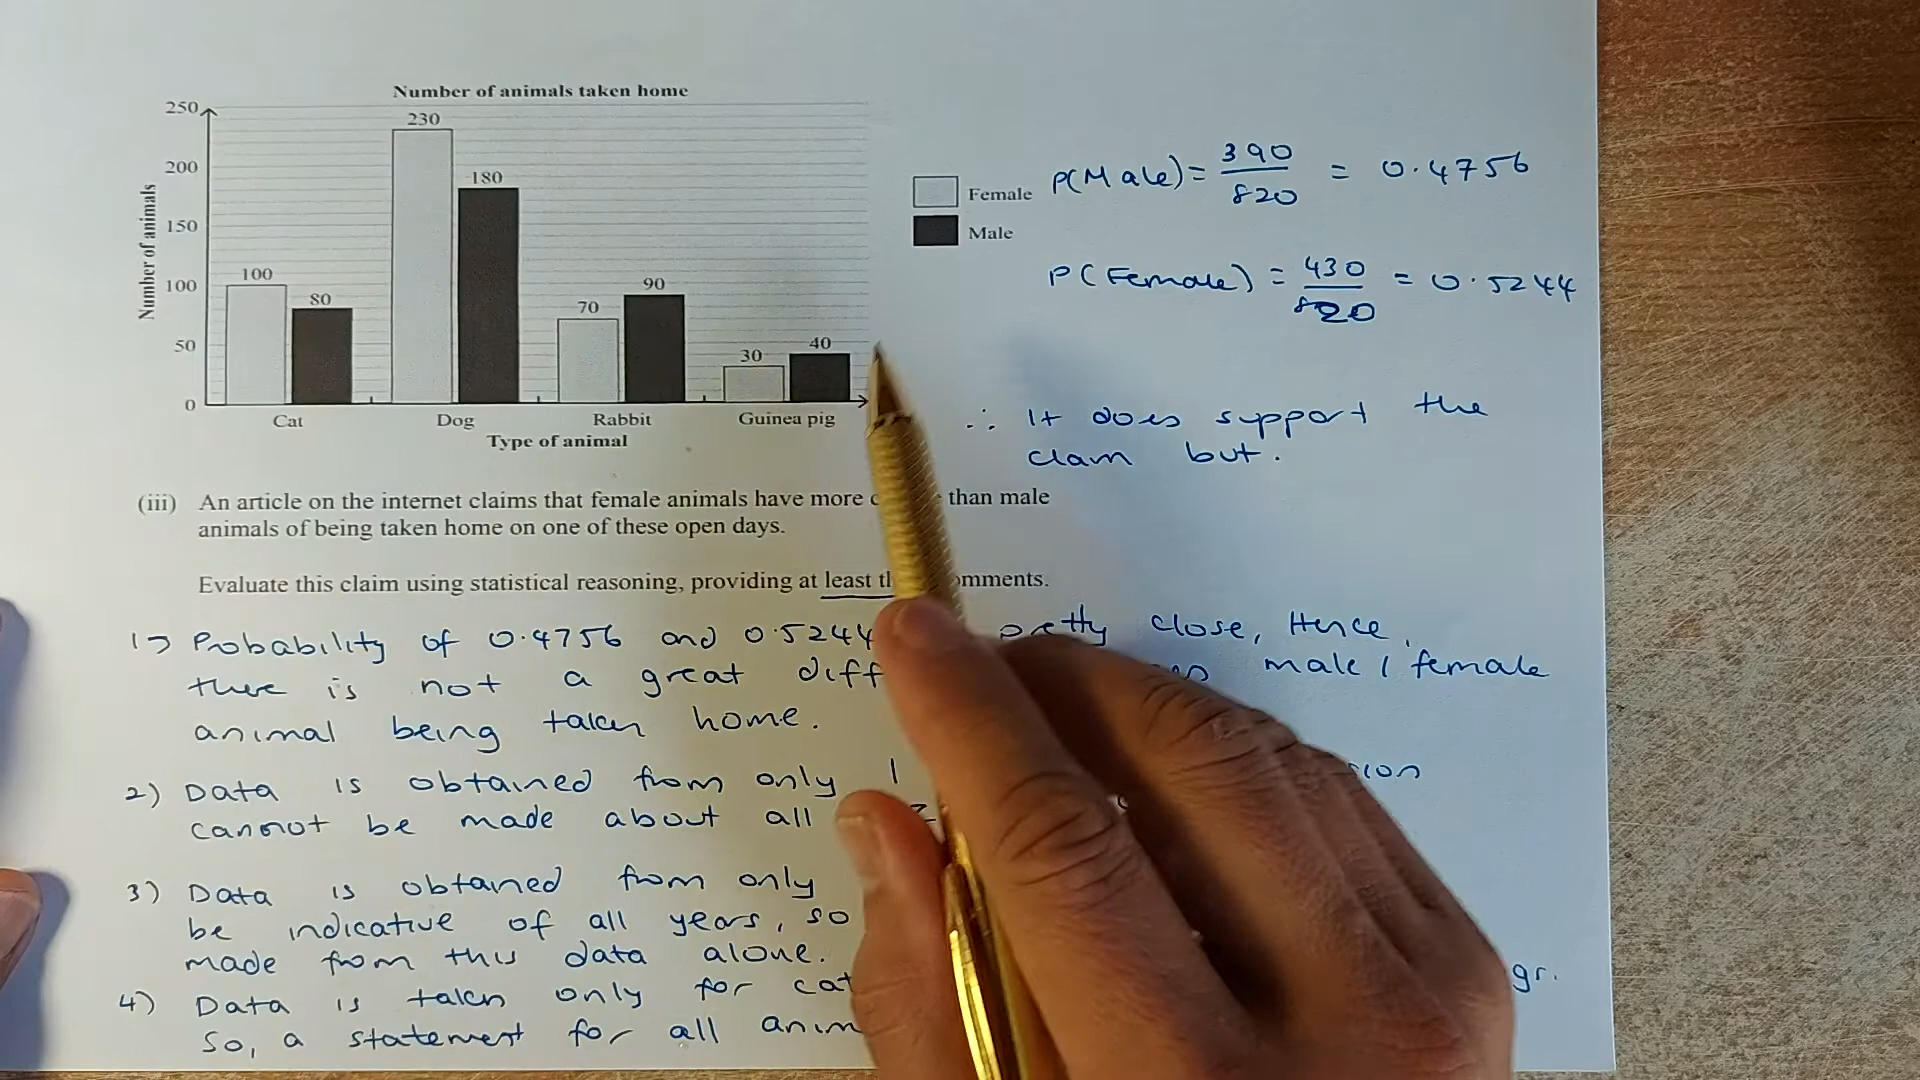 Number of animals taken home
250
200
150
100
50
0
Number of animals
100
80
230
180
70
90
30
40
Cat Dog Rabbit Guinea pig
Type of animal
Female
Male
P(Male) = 390/820 = 0.4756
P(Female) = 430/820 = 0.5244
∴ It does support the
clam but.
(iii) An article on the internet claims that female animals have more than male
animals of being taken home on one of these open days.
Evaluate this claim using statistical reasoning, providing at least
1) Probability of 0.4756 and 0.5244 pretty close, Hence,
there is not a great diff male / female
animal being taken home.
2) Data is obtained from only 1
cannot be made about all
3) Data is obtained from only
be indicative of all years, so
made from this data alone.
4) Data is taken only for cat gr.
So, a statement for all anim